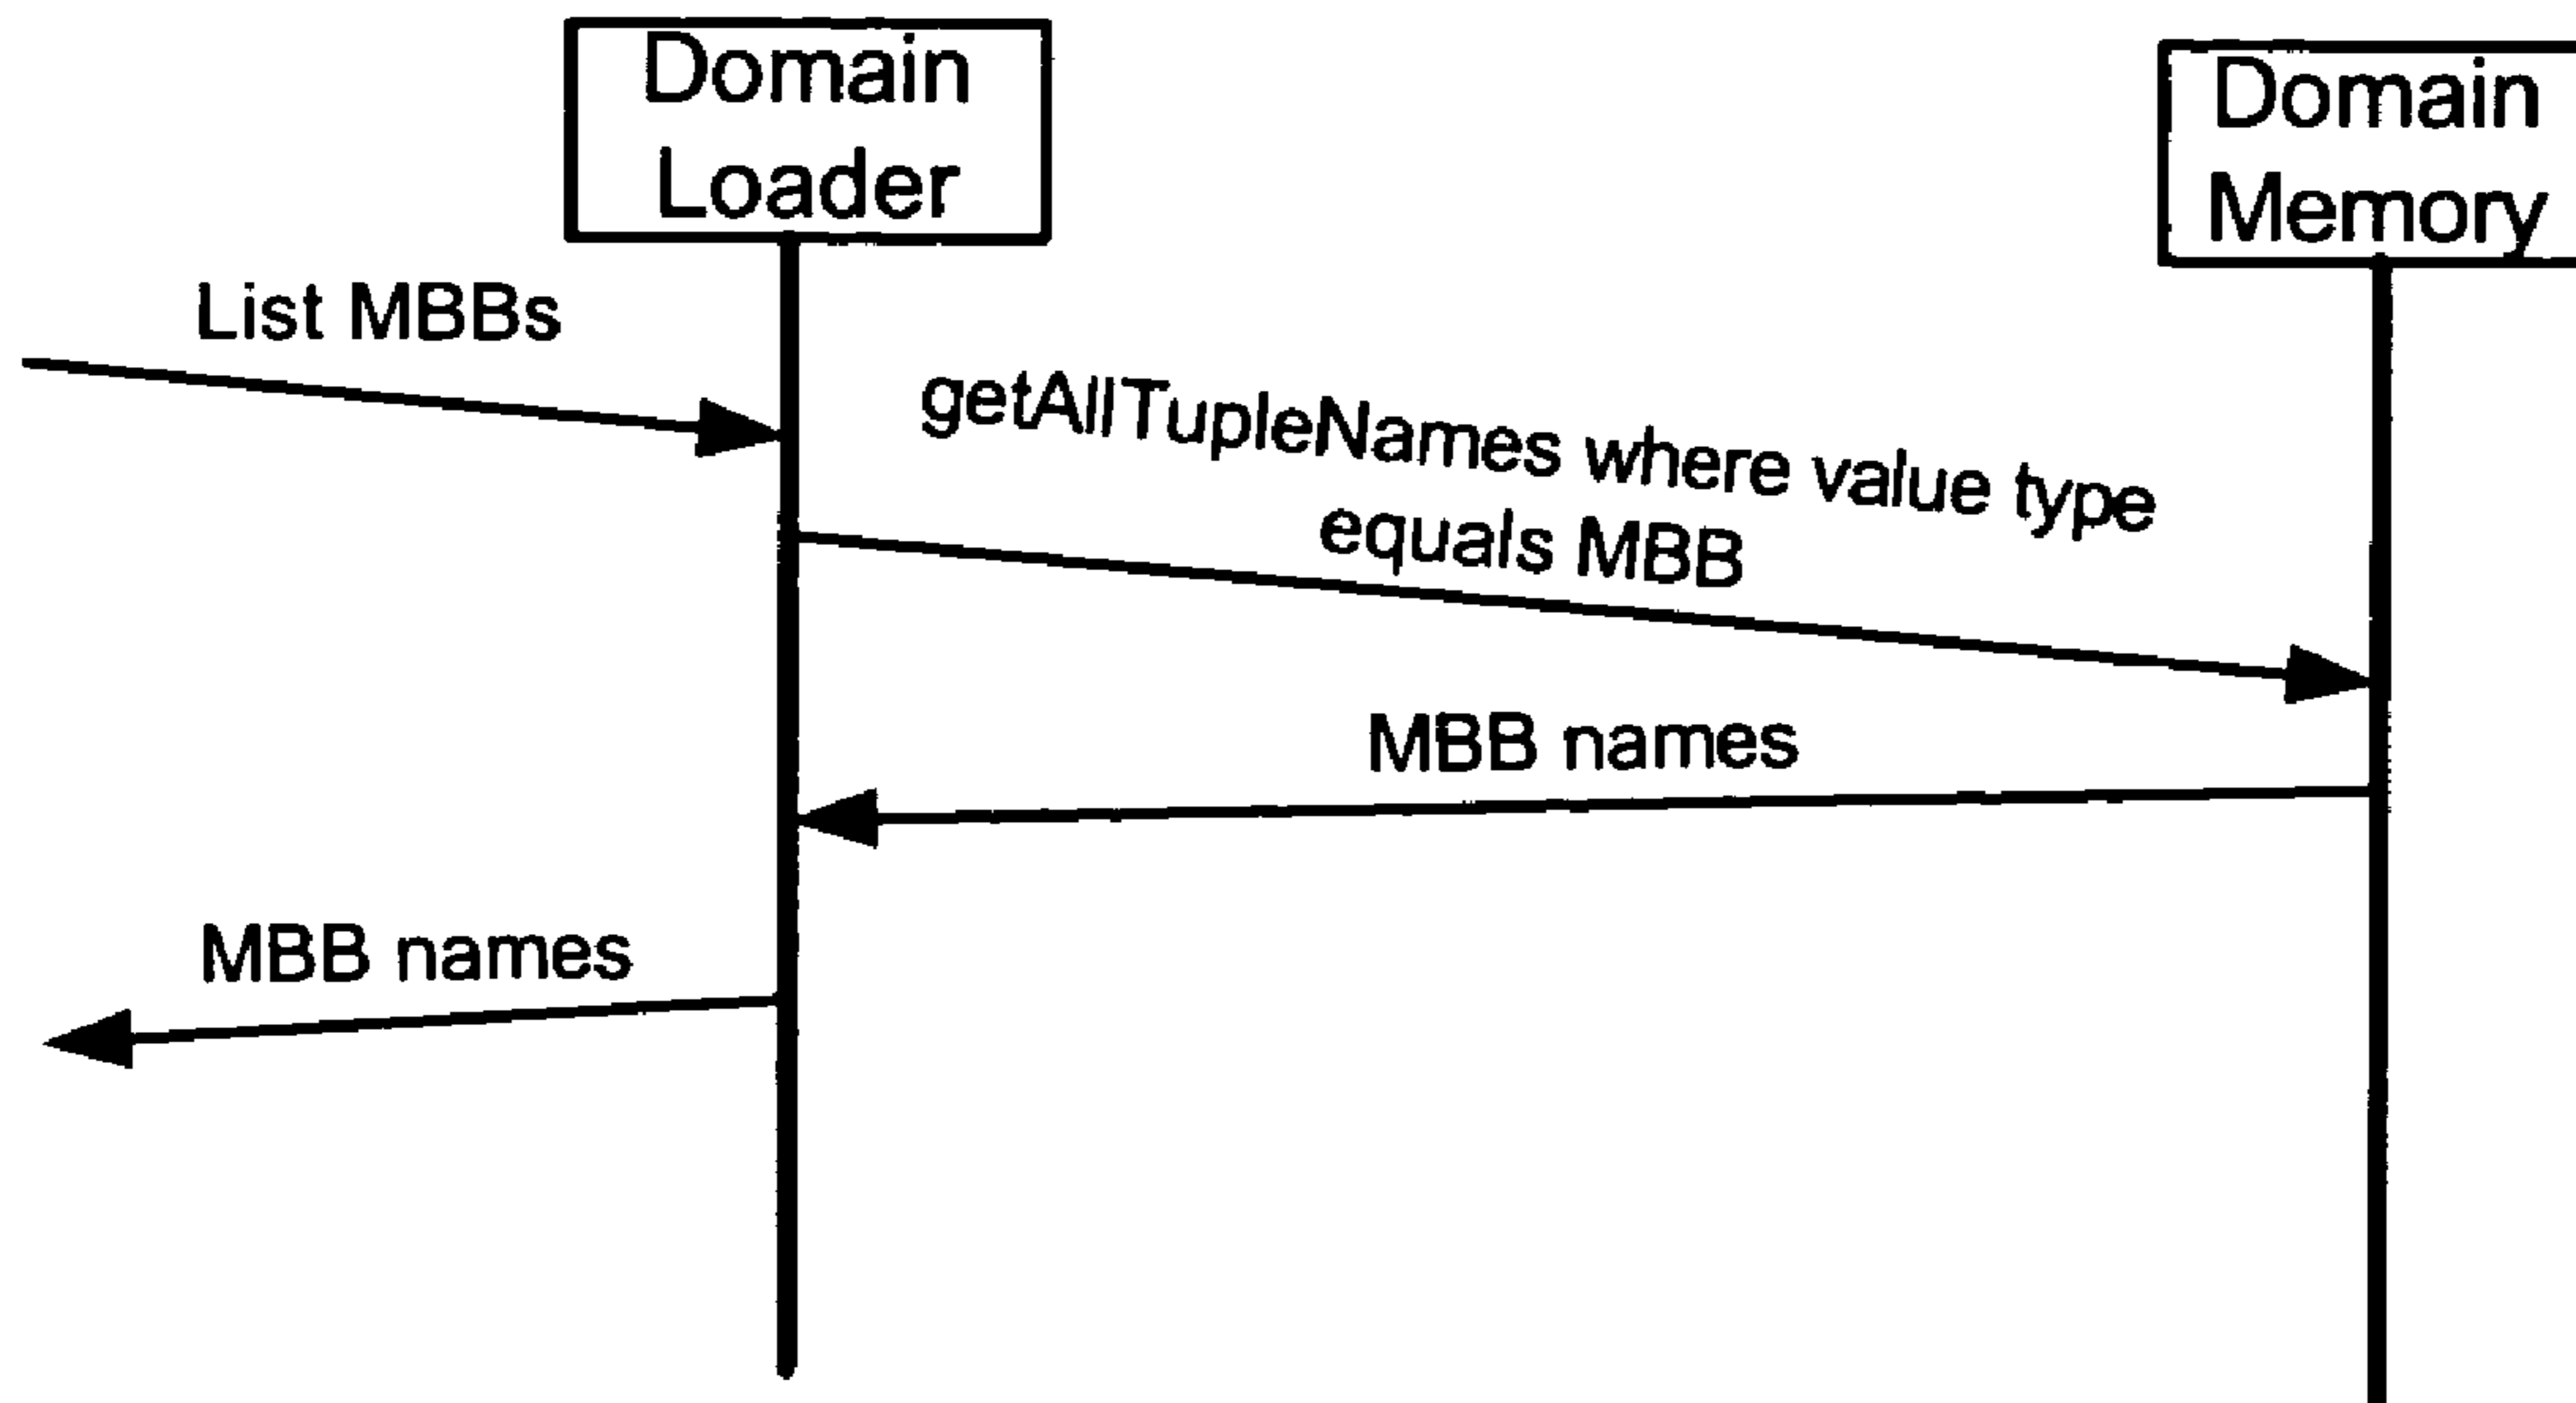 Domain
Loader
Domain
Memory
List MBBs
getAllTupleNames where value type
equals MBB
MBB names
MBB names